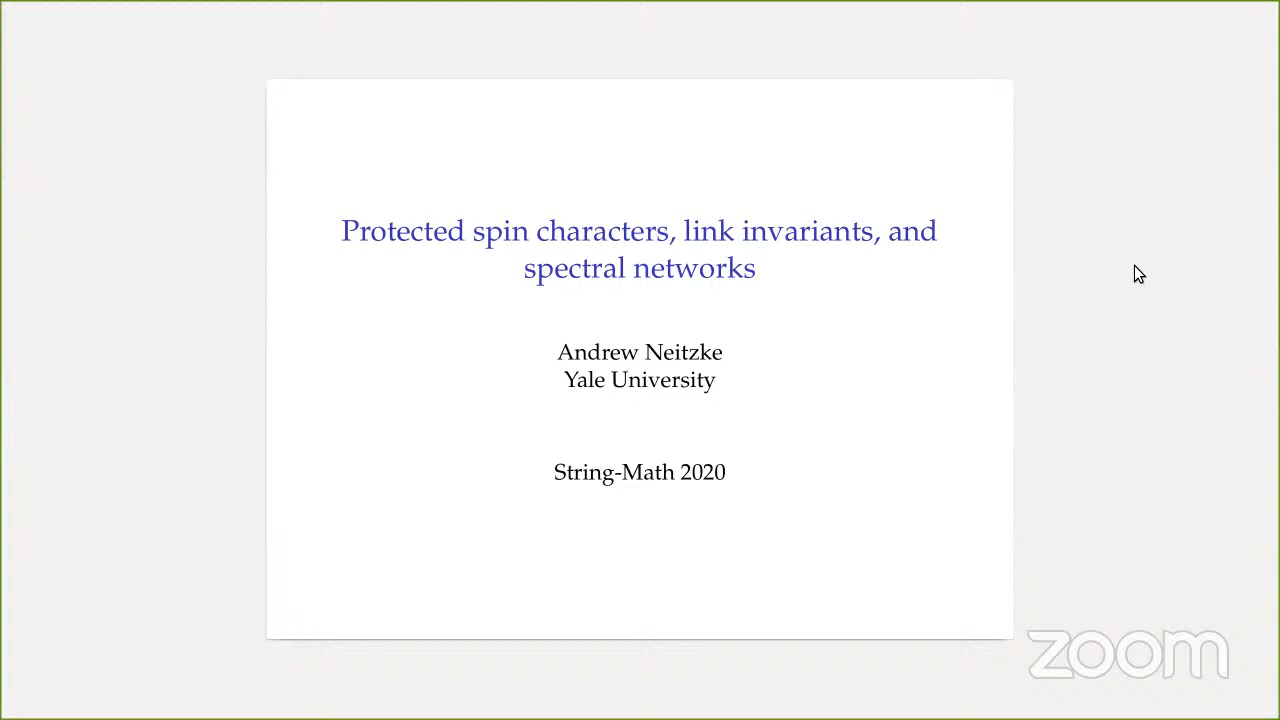 Protected spin characters, link invariants, and
spectral networks
Andrew Neitzke
Yale University
String-Math 2020
zoom